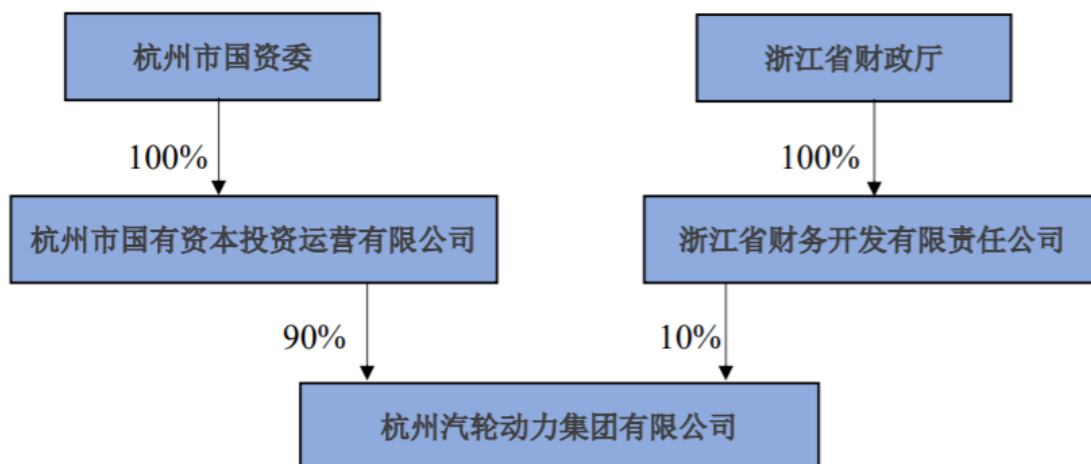 杭州市国资委
浙江省财政厅
100%
100%
杭州市国有资本投资运营有限公司
浙江省财务开发有限责任公司
90%
10%
杭州汽轮动力集团有限公司